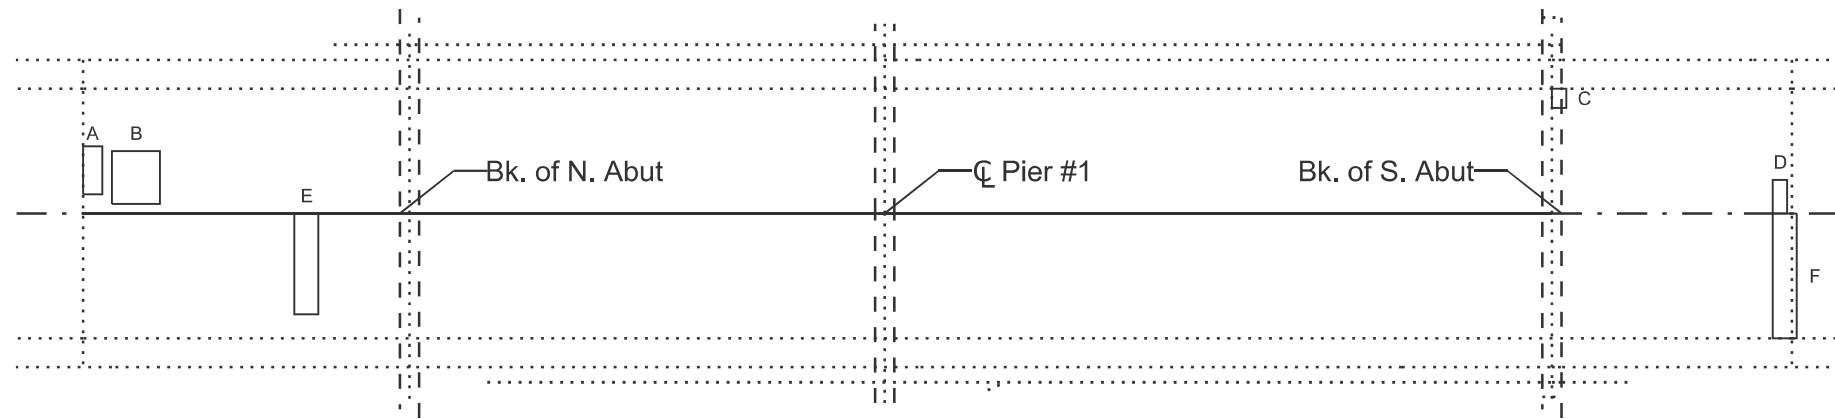 C
A B
Bk. of N. Abut
℄ Pier #1
Bk. of S. Abut
D
E
F